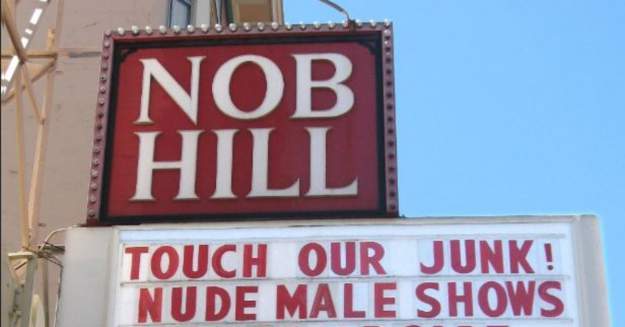 NOB
HILL
TOUCH OUR JUNK!
NUDE MALE SHOWS